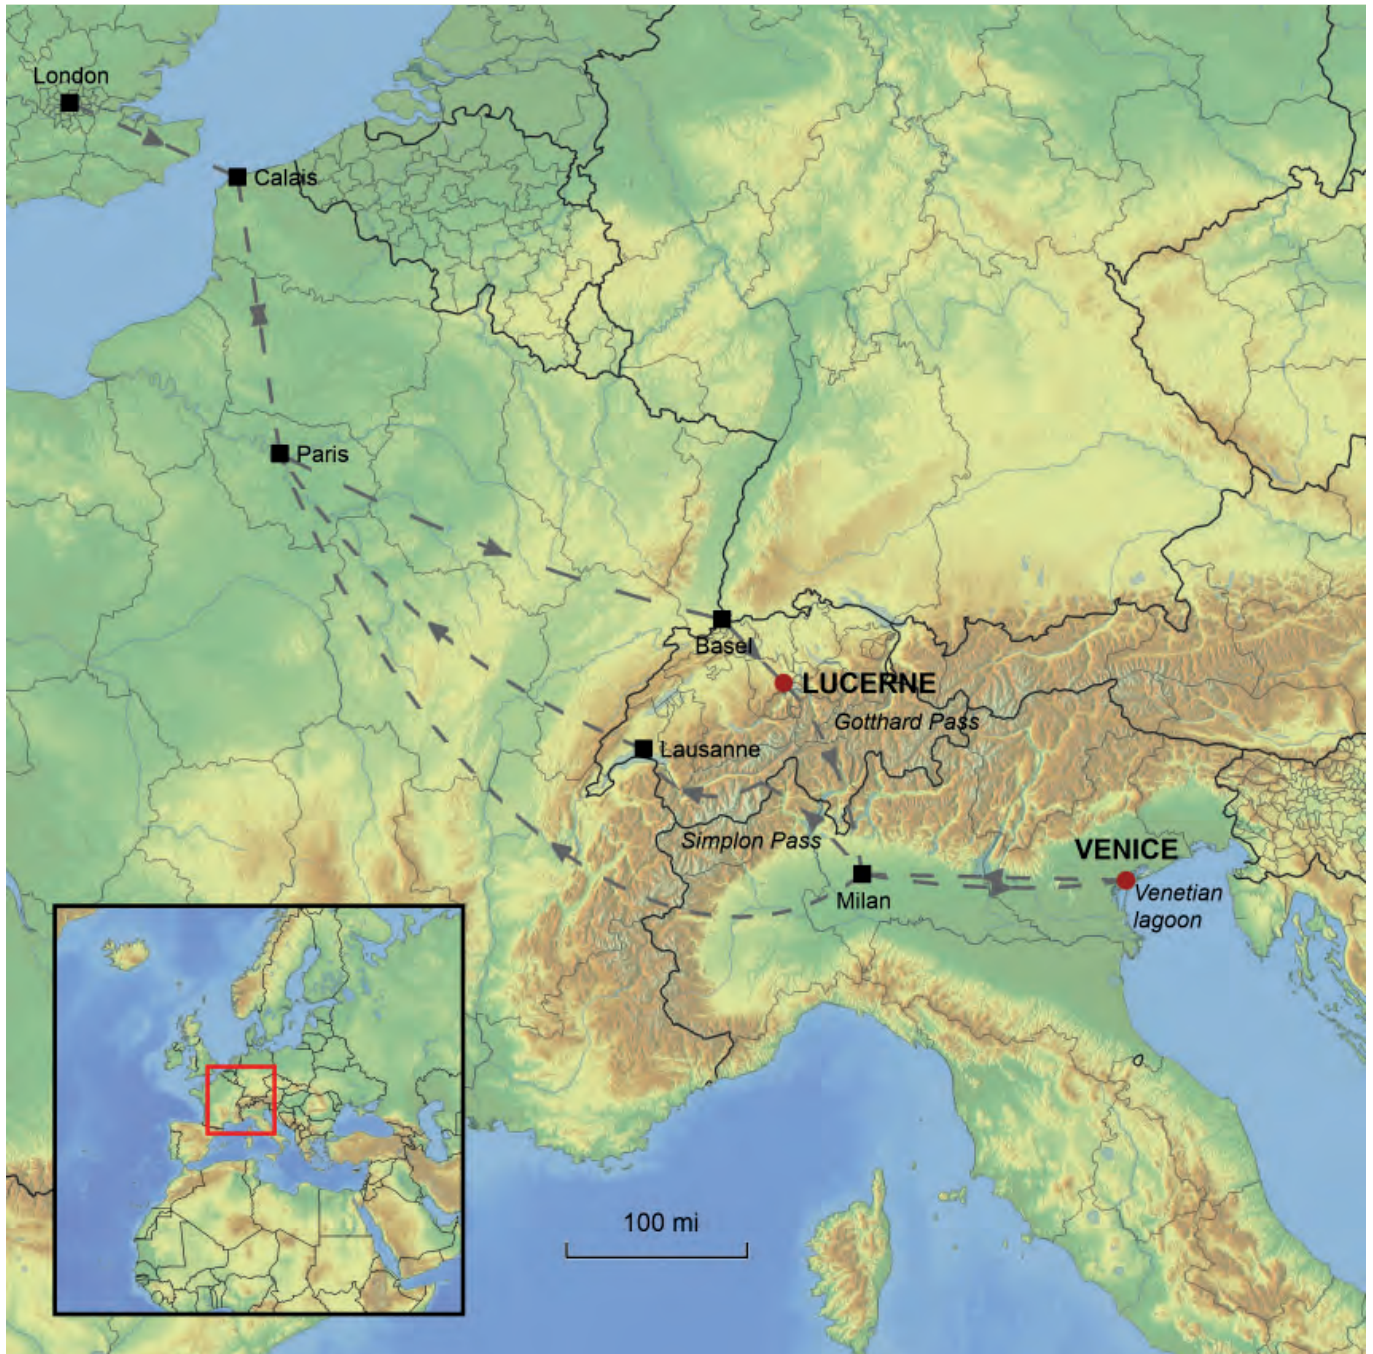 London
Calais
Paris
Basel
LUCERNE
Gotthard Pass
Lausanne
Simplon Pass
VENICE
Milan
Venetian
lagoon
100 mi